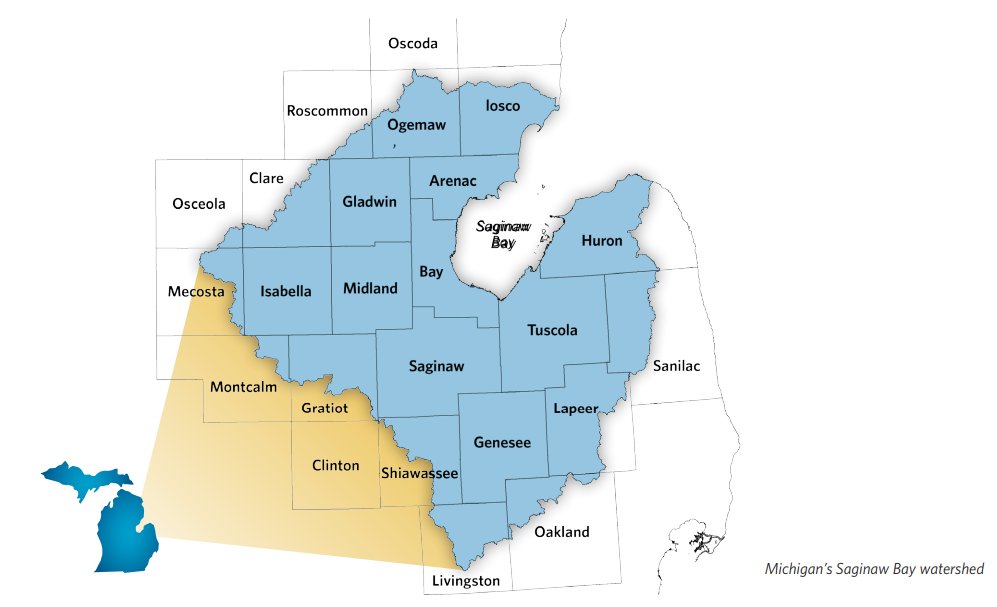 Oscoda
Roscommon
Iosco
Ogemaw
Clare
Arenac
Osceola
Gladwin
Saginaw
Bay
Huron
Bay
Mecosta
Isabella
Midland
Tuscola
Saginaw
Sanilac
Montcalm
Gratiot
Lapeer
Genesee
Clinton
Shiawassee
Oakland
Michigan's Saginaw Bay watershed
Livingston